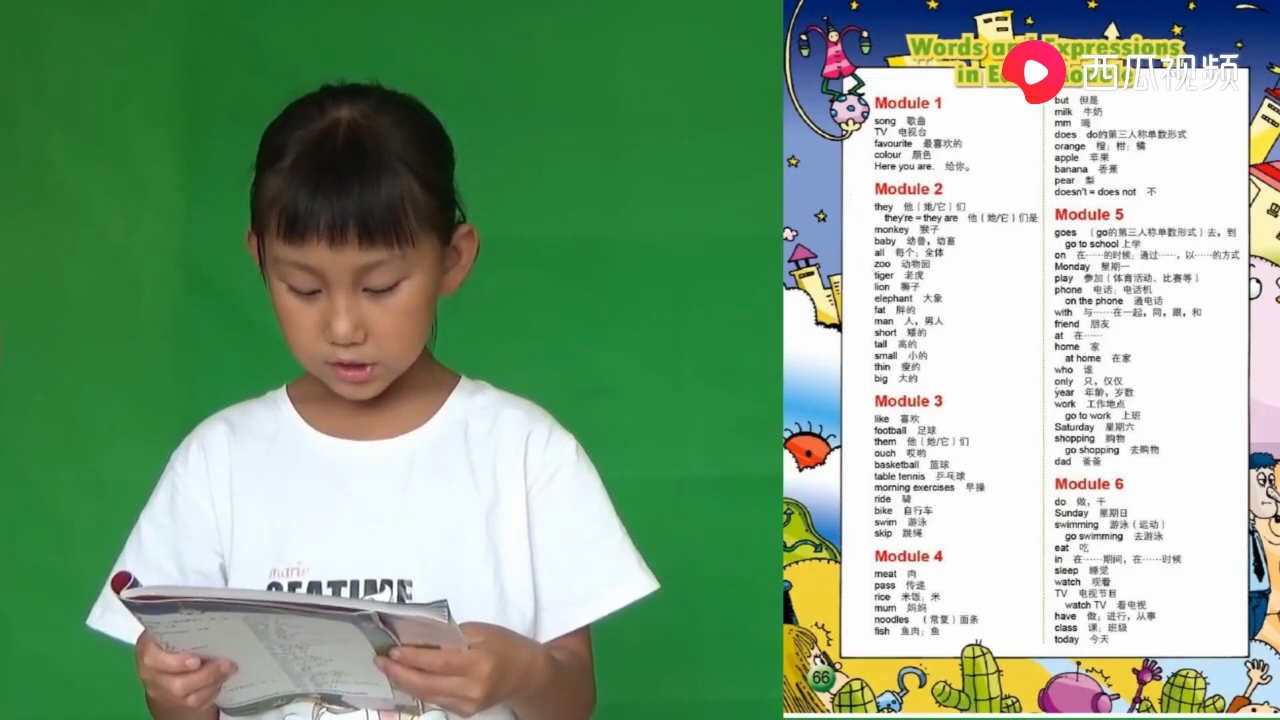 Words and Expressions
in E
西瓜视频
Module 1
song 歌曲
TV 电视台
favourite 最喜欢的
colour 颜色
Here you are. 给你。
Module 2
they 他（她/它）们
they're = they are 他（她/它）们是
monkey 猴子
baby 动兽，幼畜
all 每个；全体
zoo 动物园
tiger 老虎
lion 狮子
elephant 大象
fat 胖的
man 人，男人
short 矮的
tall 高的
small 小的
thin 瘦的
big 大的
Module 3
like 喜欢
football 足球
them 他（她/它）们
ouch 哎哟
basketball 篮球
table tennis 乒乓球
morning exercises 早操
ride 骑
bike 自行车
swim 游泳
skip 跳绳
Module 4
meat 肉
pass 传递
rice 米饭；米
mum 妈妈
noodles （常复）面条
fish 鱼肉；鱼
but 但是
milk 牛奶
mm 嗯
does do的第三人称单数形式
orange 橙；柑；橘
apple 苹果
banana 香蕉
pear 梨
doesn't = does not 不
Module 5
goes （go的第三人称单数形式）去，到
go to school 上学
on 在……的时候；通过……，以……的方式
Monday 星期一
play 参加（体育活动、比赛等）
phone 电话；电话机
on the phone 通电话
with 与……在一起，同，跟，和
friend 朋友
at 在……
home 家
at home 在家
who 谁
only 只，仅仅
year 年龄，岁数
work 工作地点
go to work 上班
Saturday 星期六
shopping 购物
go shopping 去购物
dad 爸爸
Module 6
do 做，干
Sunday 星期日
swimming 游泳（运动）
go swimming 去游泳
eat 吃
in 在……期间，在……时候
sleep 睡觉
watch 观看
TV 电视节目
watch TV 看电视
have 做；进行，从事
class 课；班级
today 今天
66
marie